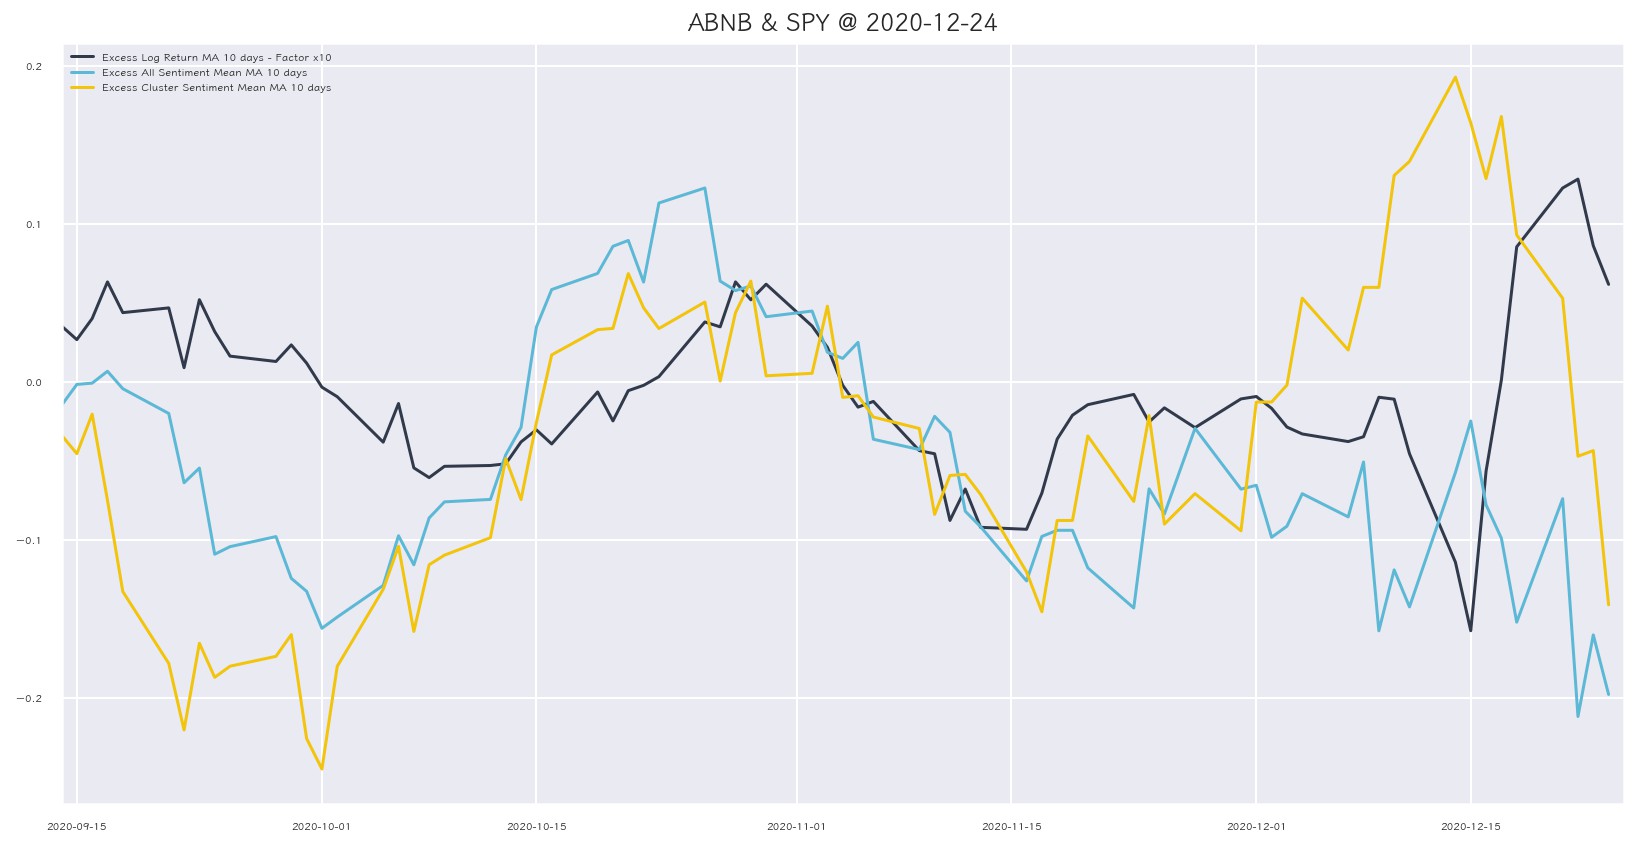 ABNB & SPY @ 2020-12-24
Excess Log Return MA 10 days - Factor x10
Excess All Sentiment Mean MA 10 days
Excess Cluster Sentiment Mean MA 10 days
0.2
0.1
0.0
−0.1
−0.2
2020-09-15 2020-10-01 2020-10-15 2020-11-01 2020-11-15 2020-12-01 2020-12-15